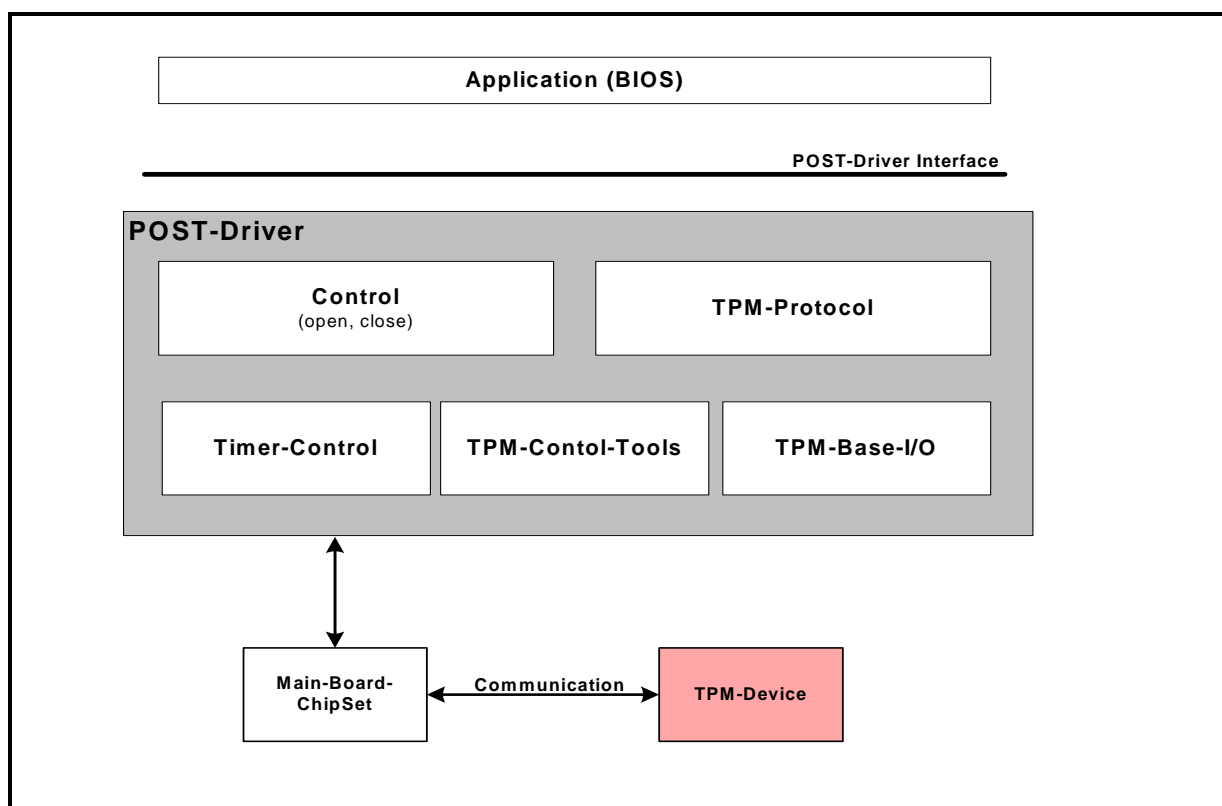 Application (BIOS)
POST-Driver Interface
POST-Driver
Control
(open, close)
TPM-Protocol
Timer-Control
TPM-Contol-Tools
TPM-Base-I/O
Main-Board-
ChipSet
Communication
TPM-Device